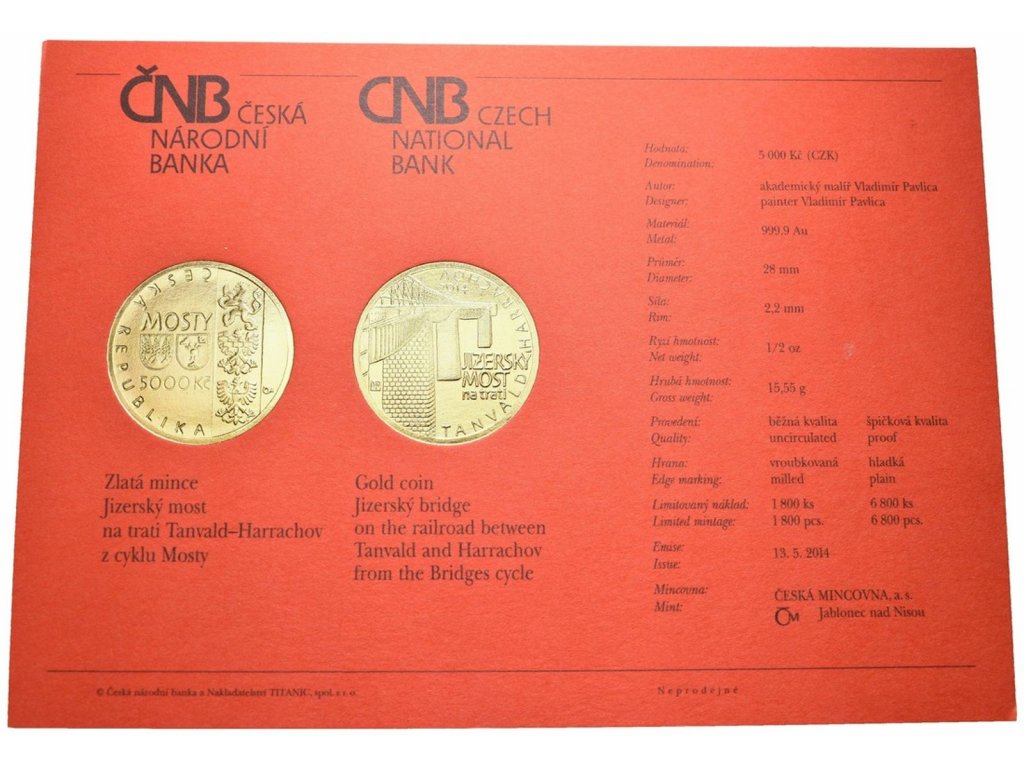 ČNB ČESKÁ
NÁRODNÍ
BANKA
CNB CZECH
NATIONAL
BANK
ČESKÁ REPUBLIKA
MOSTY
5000 Kč
2014
HARRACHOV
JIZERSKÝ
MOST
na trati
TANVALD
Zlatá mince
Jizerský most
na trati Tanvald–Harrachov
z cyklu Mosty
Gold coin
Jizerský bridge
on the railroad between
Tanvald and Harrachov
from the Bridges cycle
Hodnota: 5 000 Kč (CZK)
Denomination:
Autor: akademický malíř Vladimír Pavlica
Designer: painter Vladimír Pavlica
Materiál: 999.9 Au
Metal:
Průměr: 28 mm
Diameter:
Síla: 2,2 mm
Rim:
Ryzí hmotnost: 1/2 oz
Net weight:
Hrubá hmotnost: 15,55 g
Gross weight:
Provedení: běžná kvalita špičková kvalita
Quality: uncirculated proof
Hrana: vroubkovaná hladká
Edge marking: milled plain
Limitovaný náklad: 1 800 ks 6 800 ks
Limited mintage: 1 800 pcs. 6 800 pcs.
Emise: 13. 5. 2014
Issue:
Mincovna: ČESKÁ MINCOVNA, a. s.
Mint: ČM Jablonec nad Nisou
© Česká národní banka a Nakladatelství TITANIC, spol. s r. o.
Neprodejné